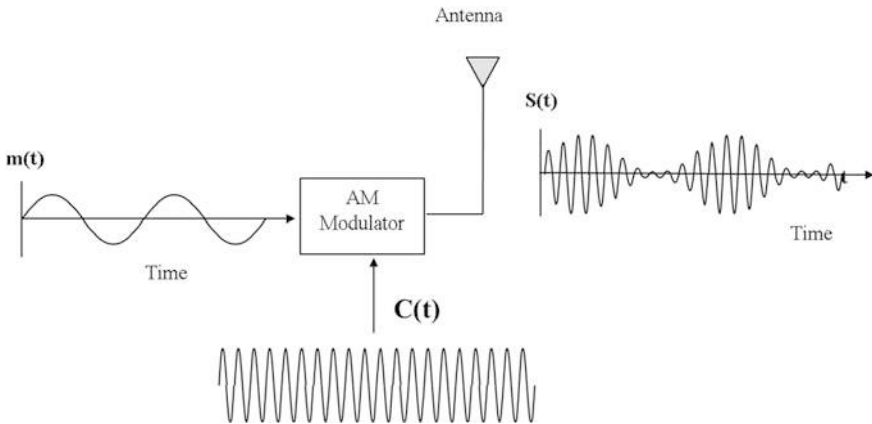 Antenna
S(t)
m(t)
AM
Modulator
t
Time
Time
C(t)